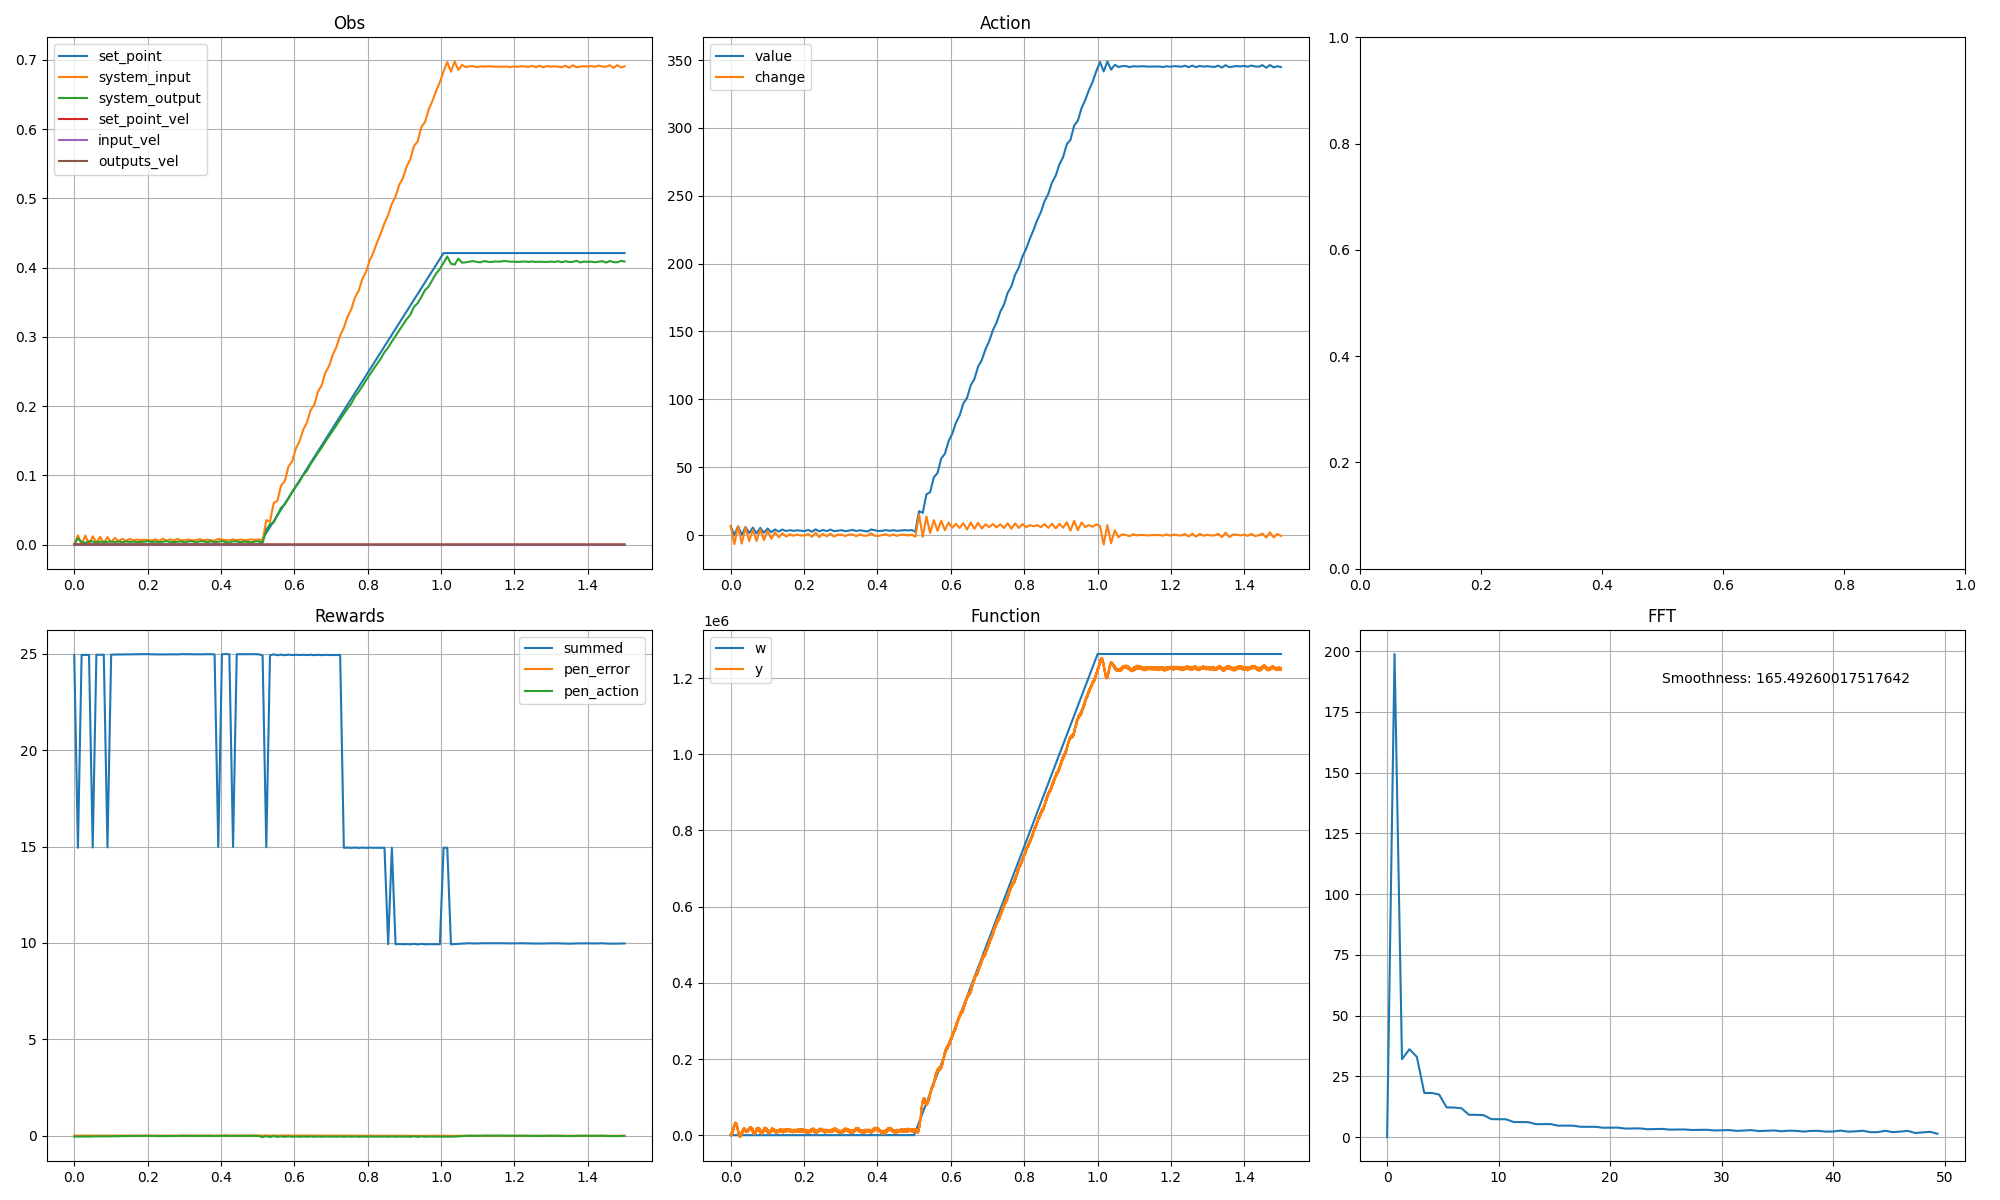 Obs
set_point
system_input
system_output
set_point_vel
input_vel
outputs_vel
0.7
0.6
0.5
0.4
0.3
0.2
0.1
0.0
0.0 0.2 0.4 0.6 0.8 1.0 1.2 1.4
Action
value
change
350
300
250
200
150
100
50
0
0.0 0.2 0.4 0.6 0.8 1.0 1.2 1.4
1.0
0.8
0.6
0.4
0.2
0.0
0.0 0.2 0.4 0.6 0.8 1.0
Rewards
summed
pen_error
pen_action
25
20
15
10
5
0
0.0 0.2 0.4 0.6 0.8 1.0 1.2 1.4
Function
1e6
w
y
1.2
1.0
0.8
0.6
0.4
0.2
0.0
0.0 0.2 0.4 0.6 0.8 1.0 1.2 1.4
FFT
Smoothness: 165.49260017517642
200
175
150
125
100
75
50
25
0
0 10 20 30 40 50